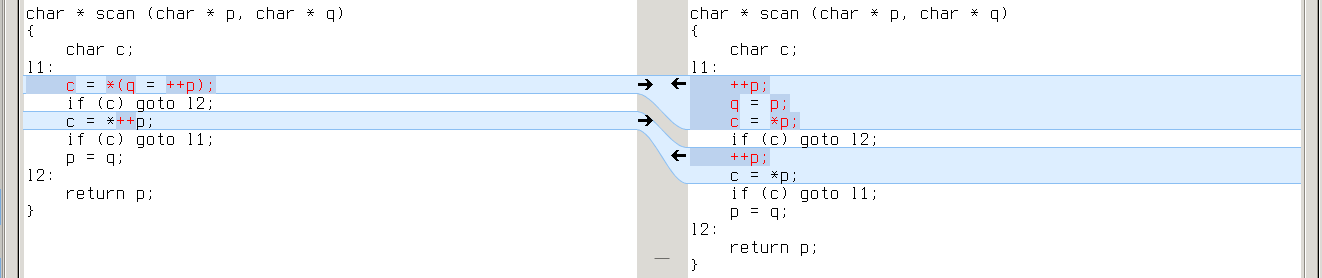 char * scan (char * p, char * q)
{
    char c;
l1:
    c = *(q = ++p);
    if (c) goto l2;
    c = *++p;
    if (c) goto l1;
    p = q;
l2:
    return p;
}
char * scan (char * p, char * q)
{
    char c;
l1:
    ++p;
    q = p;
    c = *p;
    if (c) goto l2;
    ++p;
    c = *p;
    if (c) goto l1;
    p = q;
l2:
    return p;
}